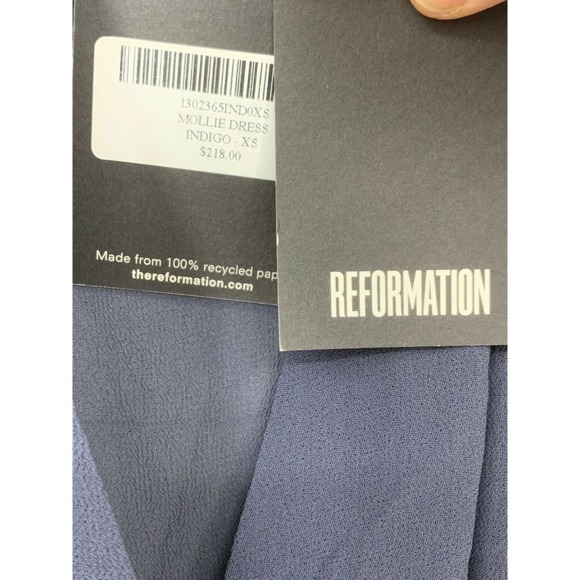 1302365IND0XS
MOLLIE DRESS
INDIGO - XS
$218.00
Made from 100% recycled pap
thereformation.com
REFORMATION